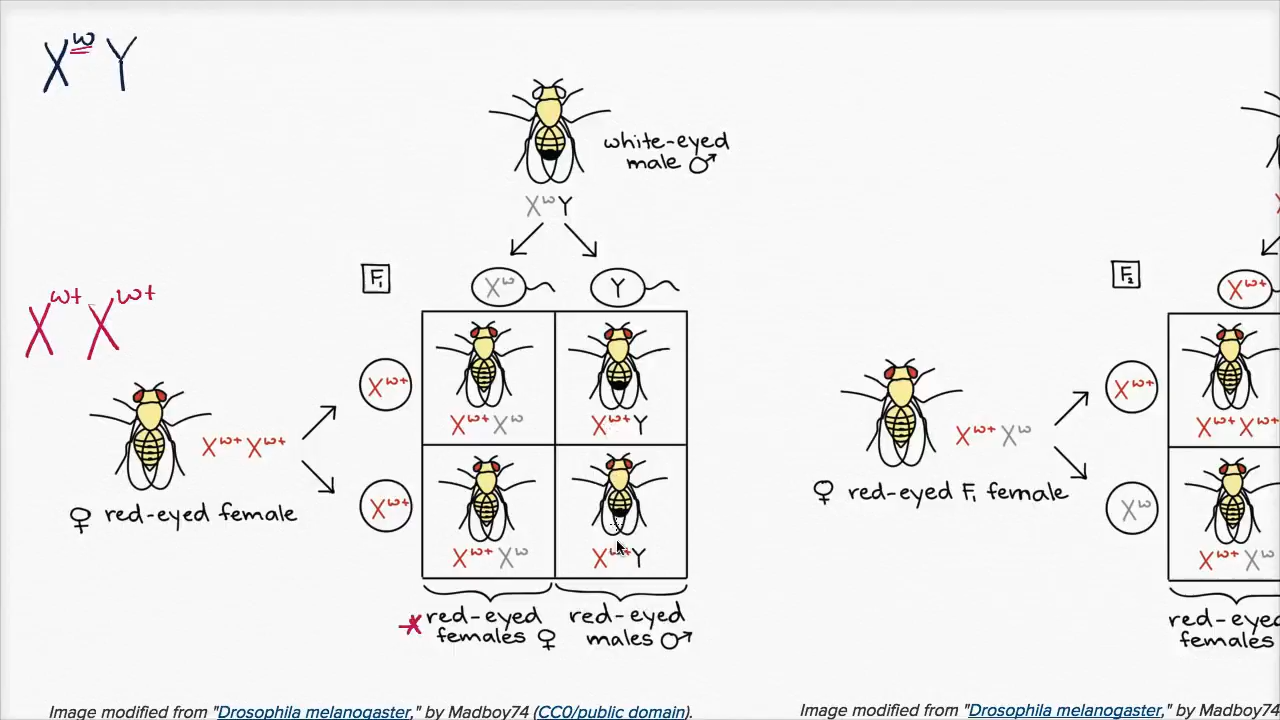 X^w Y
white-eyed
male ♂
X^w Y
F₁
X^w
Y
X^w+ X^w+
X^w+
X^w+ X^w
X^w+ Y
X^w+ X^w+
♀ red-eyed female
X^w+
X^w+ X^w
X^w+ Y
red-eyed
females ♀
red-eyed
males ♂
Image modified from "Drosophila melanogaster," by Madboy74 (CC0/public domain).
F₂
X^w+
X^w+
X^w+ X^w+
X^w+ X^w
♀ red-eyed F₁ female
X^w
X^w+ X^w
red-eyed
females
Image modified from "Drosophila melanogaster," by Madboy74